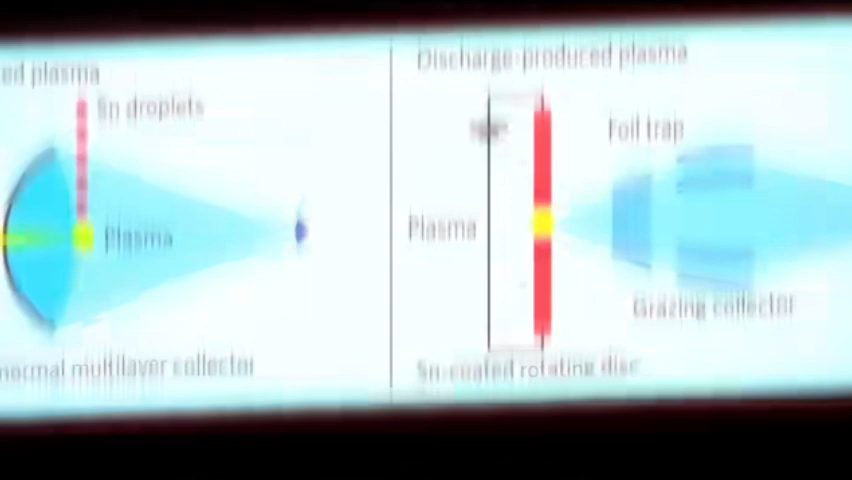 ed plasma
Sn droplets
Plasma
normal multilayer collector
Discharge-produced plasma
Foil trap
Plasma
Grazing collector
Sn-coated rotating disc